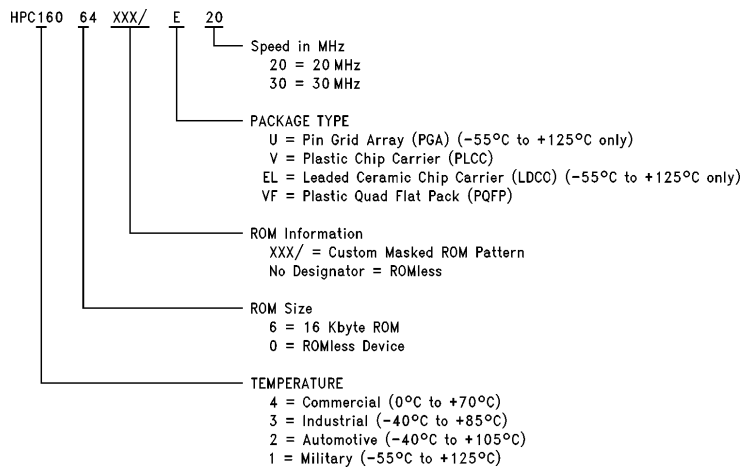 HPC160 64 XXX/ E 20
Speed in MHz
20 = 20 MHz
30 = 30 MHz
PACKAGE TYPE
U = Pin Grid Array (PGA) (-55°C to +125°C only)
V = Plastic Chip Carrier (PLCC)
EL = Leaded Ceramic Chip Carrier (LDCC) (-55°C to +125°C only)
VF = Plastic Quad Flat Pack (PQFP)
ROM Information
XXX/ = Custom Masked ROM Pattern
No Designator = ROMless
ROM Size
6 = 16 Kbyte ROM
0 = ROMless Device
TEMPERATURE
4 = Commercial (0°C to +70°C)
3 = Industrial (-40°C to +85°C)
2 = Automotive (-40°C to +105°C)
1 = Military (-55°C to +125°C)